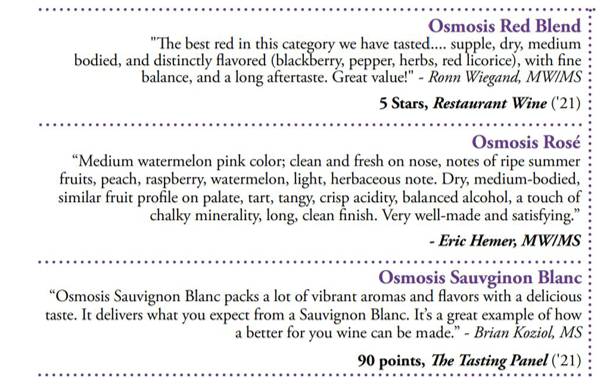 Osmosis Red Blend
"The best red in this category we have tasted.... supple, dry, medium
bodied, and distinctly flavored (blackberry, pepper, herbs, red licorice), with fine
balance, and a long aftertaste. Great value!" - Ronn Wiegand, MW/MS
5 Stars, Restaurant Wine ('21)
Osmosis Rosé
“Medium watermelon pink color; clean and fresh on nose, notes of ripe summer
fruits, peach, raspberry, watermelon, light, herbaceous note. Dry, medium-bodied,
similar fruit profile on palate, tart, tangy, crisp acidity, balanced alcohol, a touch of
chalky minerality, long, clean finish. Very well-made and satisfying.”
- Eric Hemer, MW/MS
Osmosis Sauvginon Blanc
“Osmosis Sauvignon Blanc packs a lot of vibrant aromas and flavors with a delicious
taste. It delivers what you expect from a Sauvignon Blanc. It’s a great example of how
a better for you wine can be made.” - Brian Koziol, MS
90 points, The Tasting Panel ('21)